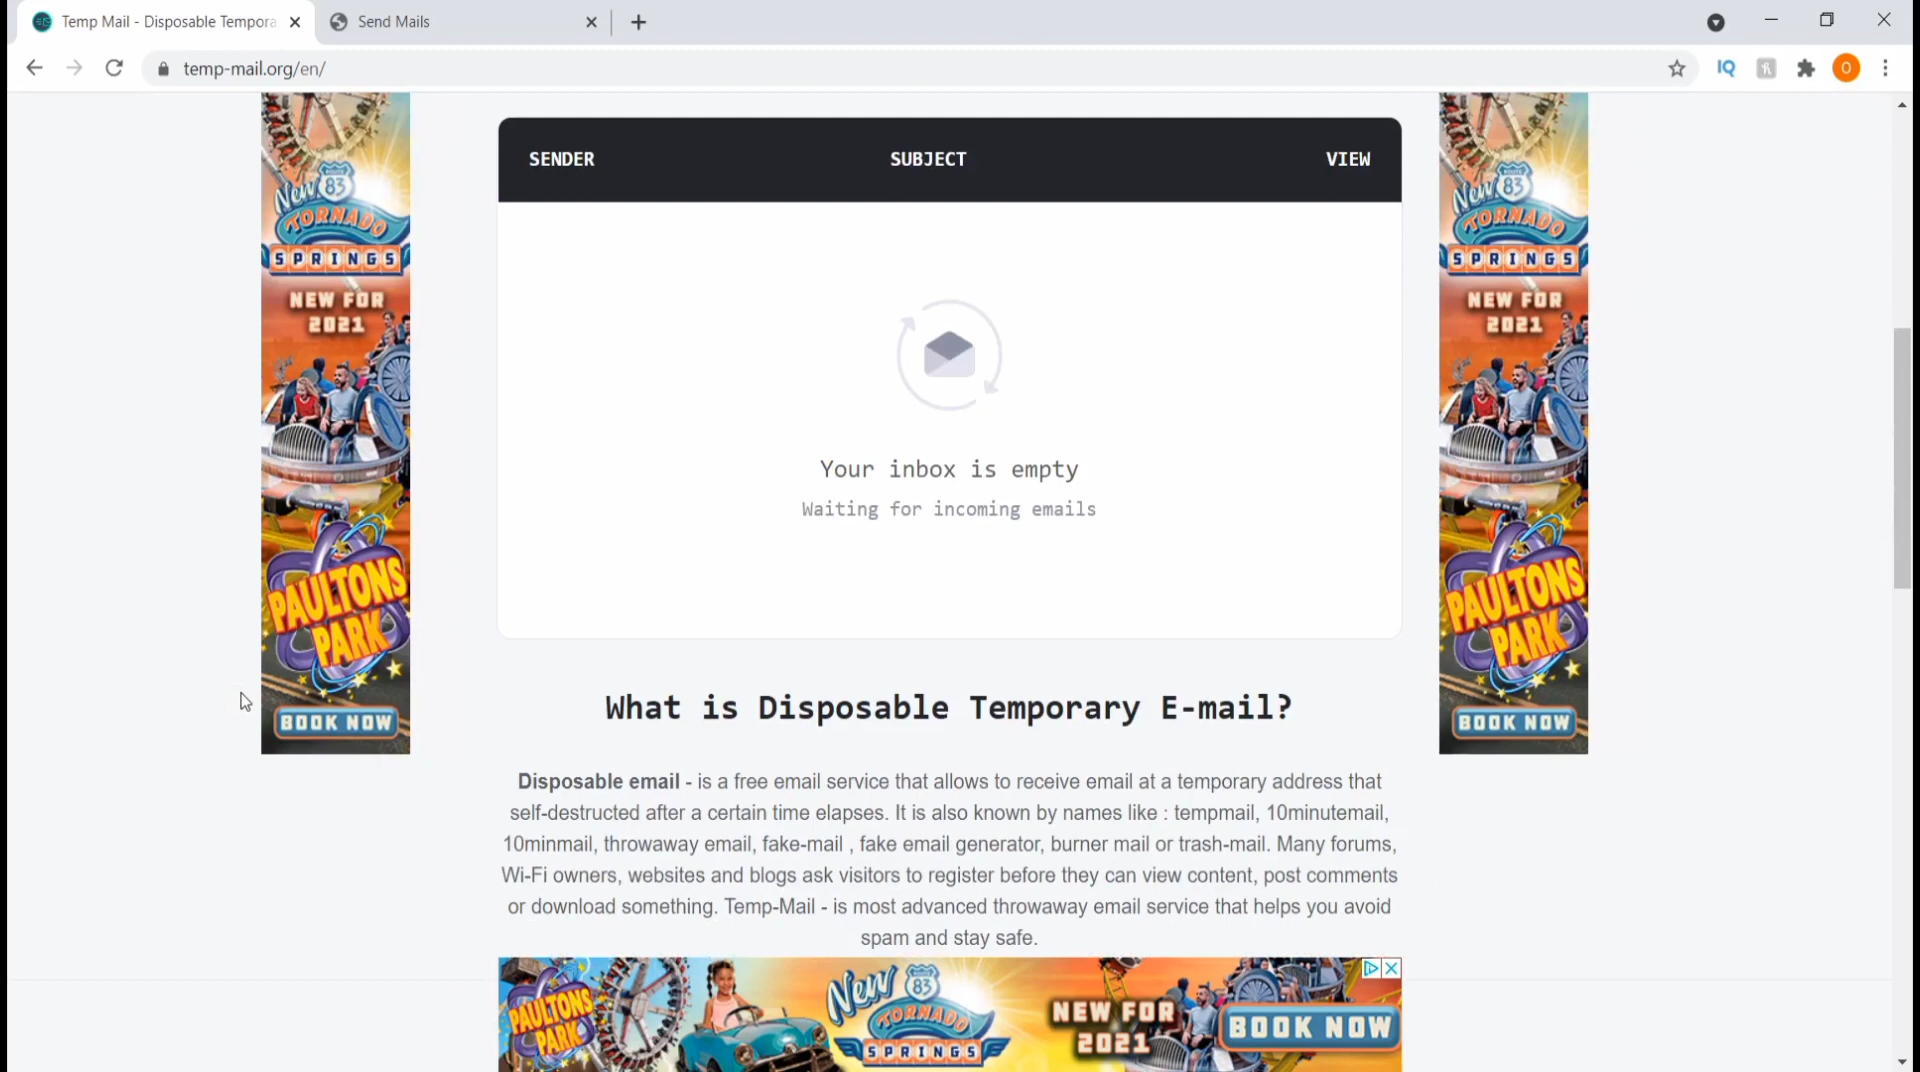 Temp Mail - Disposable Tempora
Send Mails
temp-mail.org/en/
IQ
O
SENDER
SUBJECT
VIEW
Your inbox is empty
Waiting for incoming emails
New ROUTE 83
TORNADO
SPRINGS
NEW FOR
2021
PAULTONS
PARK
BOOK NOW
New ROUTE 83
TORNADO
SPRINGS
NEW FOR
2021
PAULTONS
PARK
BOOK NOW
What is Disposable Temporary E-mail?
Disposable email - is a free email service that allows to receive email at a temporary address that
self-destructed after a certain time elapses. It is also known by names like : tempmail, 10minutemail,
10minmail, throwaway email, fake-mail , fake email generator, burner mail or trash-mail. Many forums,
Wi-Fi owners, websites and blogs ask visitors to register before they can view content, post comments
or download something. Temp-Mail - is most advanced throwaway email service that helps you avoid
spam and stay safe.
PAULTONS
PARK
New 83
TORNADO
SPRINGS
NEW FOR
2021
BOOK NOW